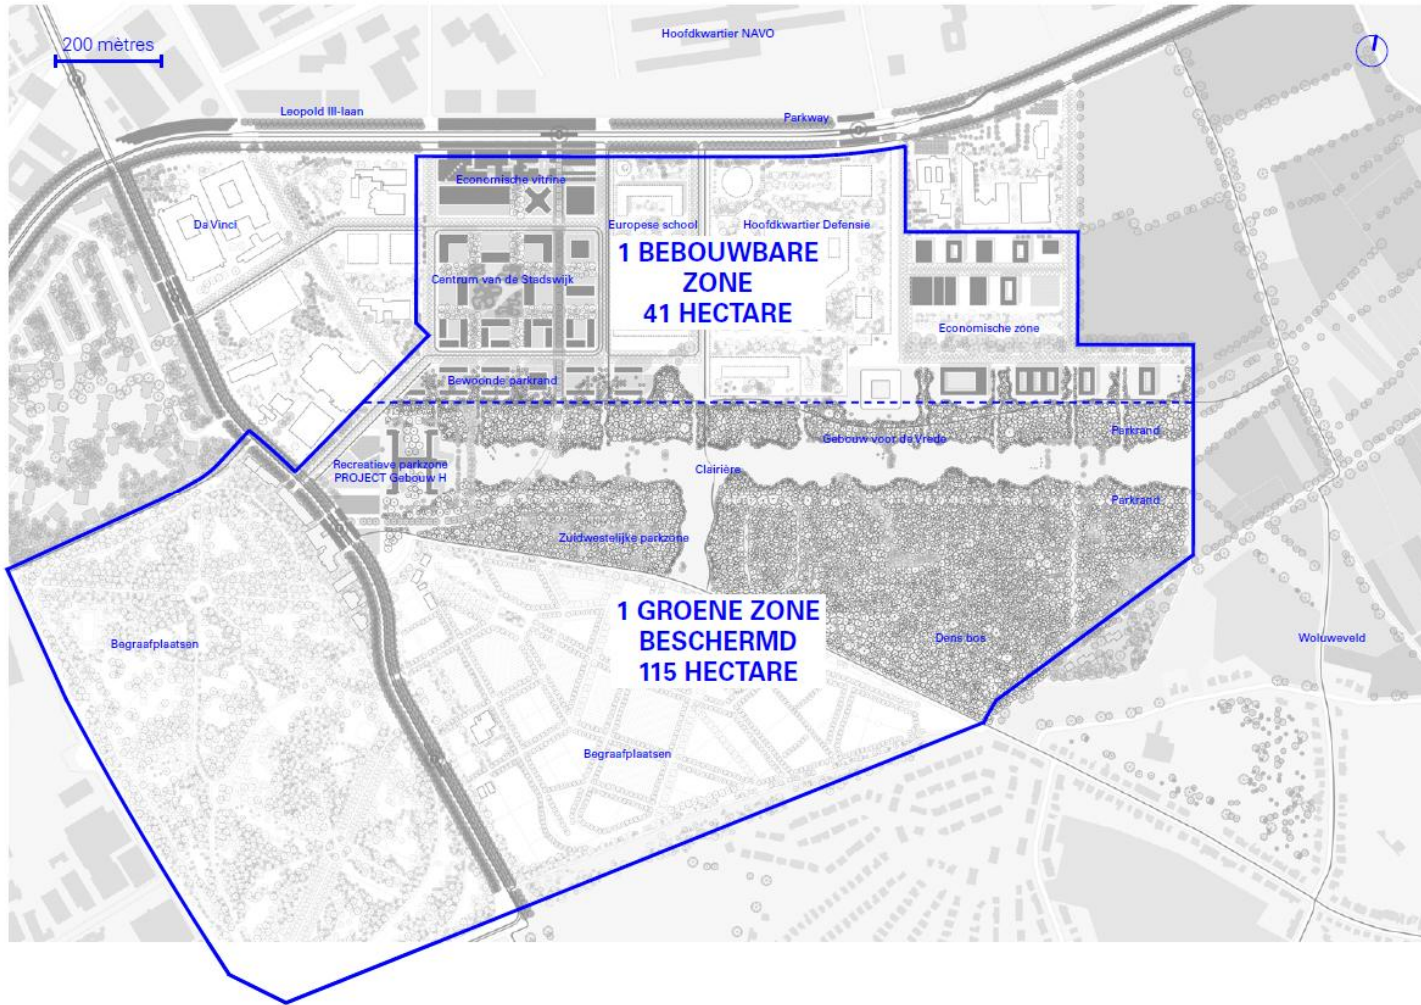 Hoofdkwartier NAVO
200 mètres
Leopold III-laan
Parkway
Economische vitrine
Da Vinci
Europese school
Hoofdkwartier Defensie
1 BEBOUWBARE
ZONE
41 HECTARE
Centrum van de Stadswijk
Economische zone
Bewoonde parkrand
Parkrand
Gebouw voor de Vrede
Recreatieve parkzone
PROJECT Gebouw H
Clairière
Parkrand
Zuidwestelijke parkzone
1 GROENE ZONE
BESCHERMD
115 HECTARE
Begraafplaatsen
Dens bos
Woluweveld
Begraafplaatsen